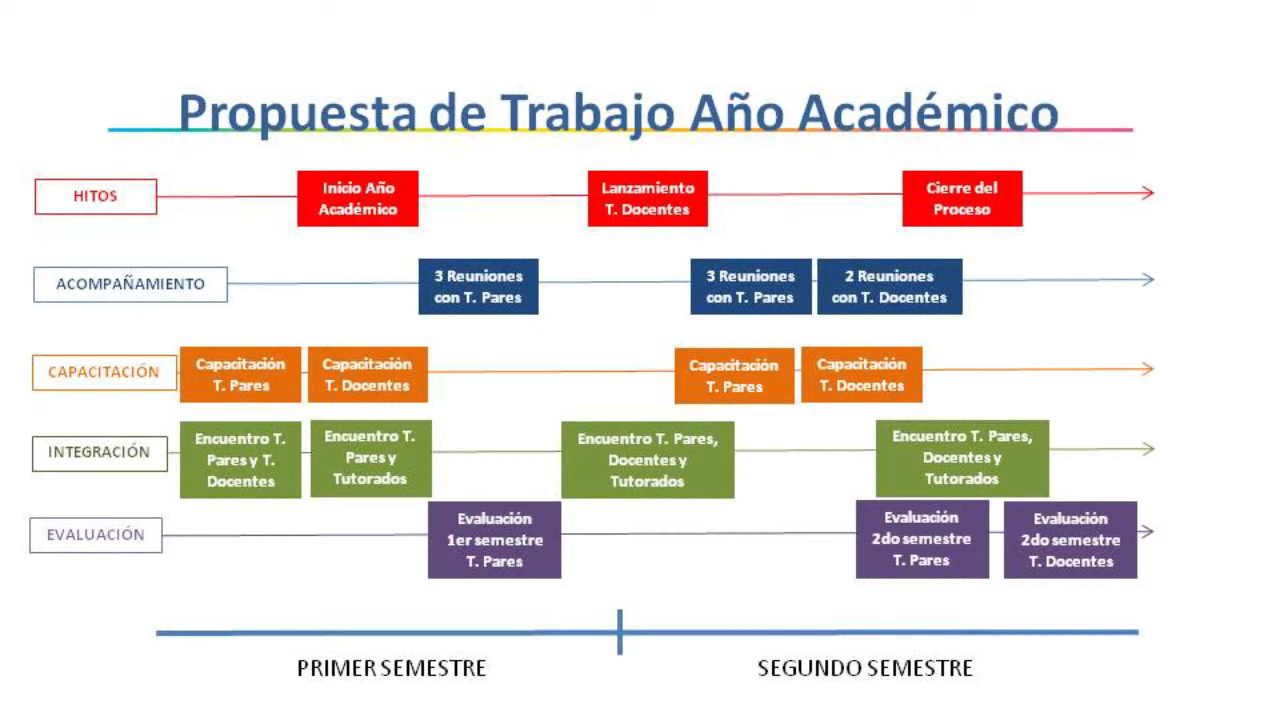 Propuesta de Trabajo Año Académico
HITOS
Inicio Año
Académico
Lanzamiento
T. Docentes
Cierre del
Proceso
ACOMPAÑAMIENTO
3 Reuniones
con T. Pares
3 Reuniones
con T. Pares
2 Reuniones
con T. Docentes
CAPACITACIÓN
Capacitación
T. Pares
Capacitación
T. Docentes
Capacitación
T. Pares
Capacitación
T. Docentes
INTEGRACIÓN
Encuentro T.
Pares y T.
Docentes
Encuentro T.
Pares y
Tutorados
Encuentro T. Pares,
Docentes y
Tutorados
Encuentro T. Pares,
Docentes y
Tutorados
EVALUACIÓN
Evaluación
1er semestre
T. Pares
Evaluación
2do semestre
T. Pares
Evaluación
2do semestre
T. Docentes
PRIMER SEMESTRE
SEGUNDO SEMESTRE